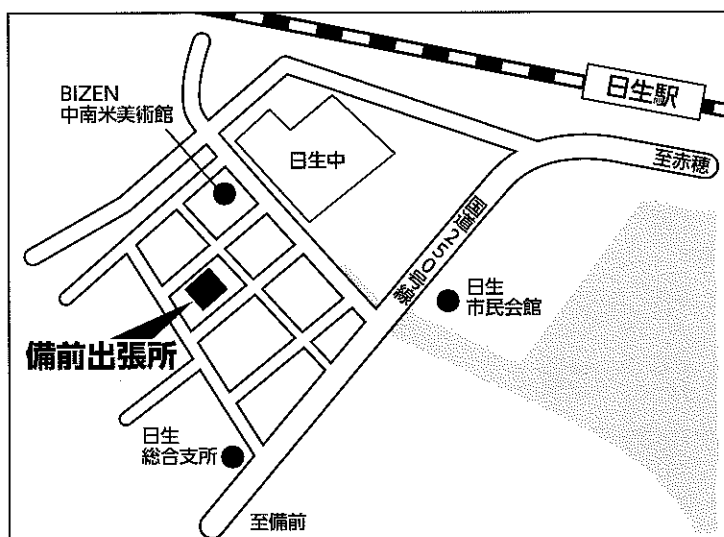 日生駅
BIZEN
中南米美術館
日生中
至赤穂
国道250号線
日生
市民会館
備前出張所
日生
総合支所
至備前